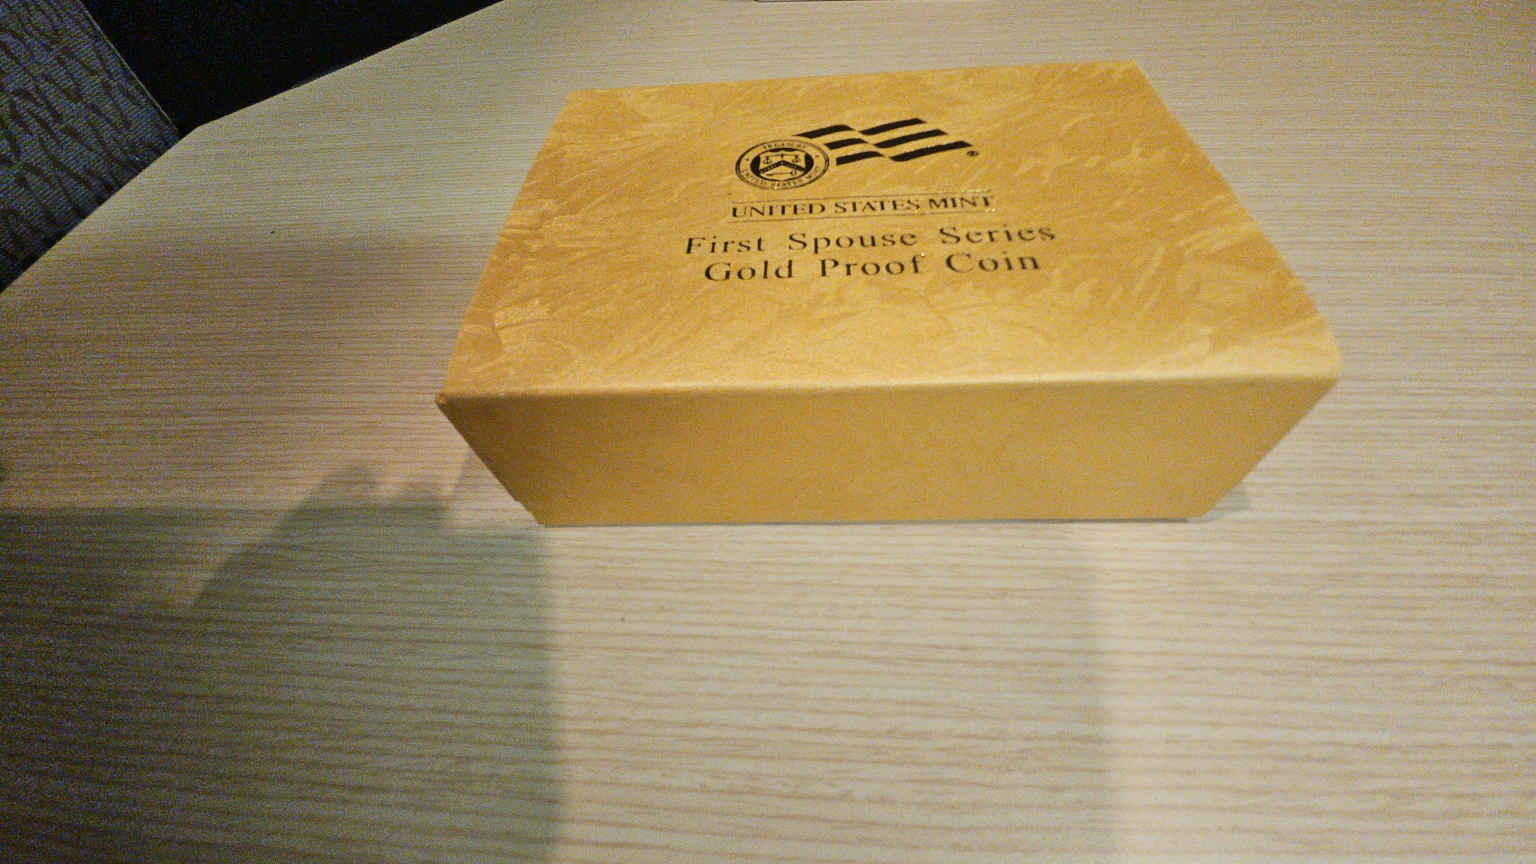 ®
UNITED STATES MINT
First Spouse Series
Gold Proof Coin